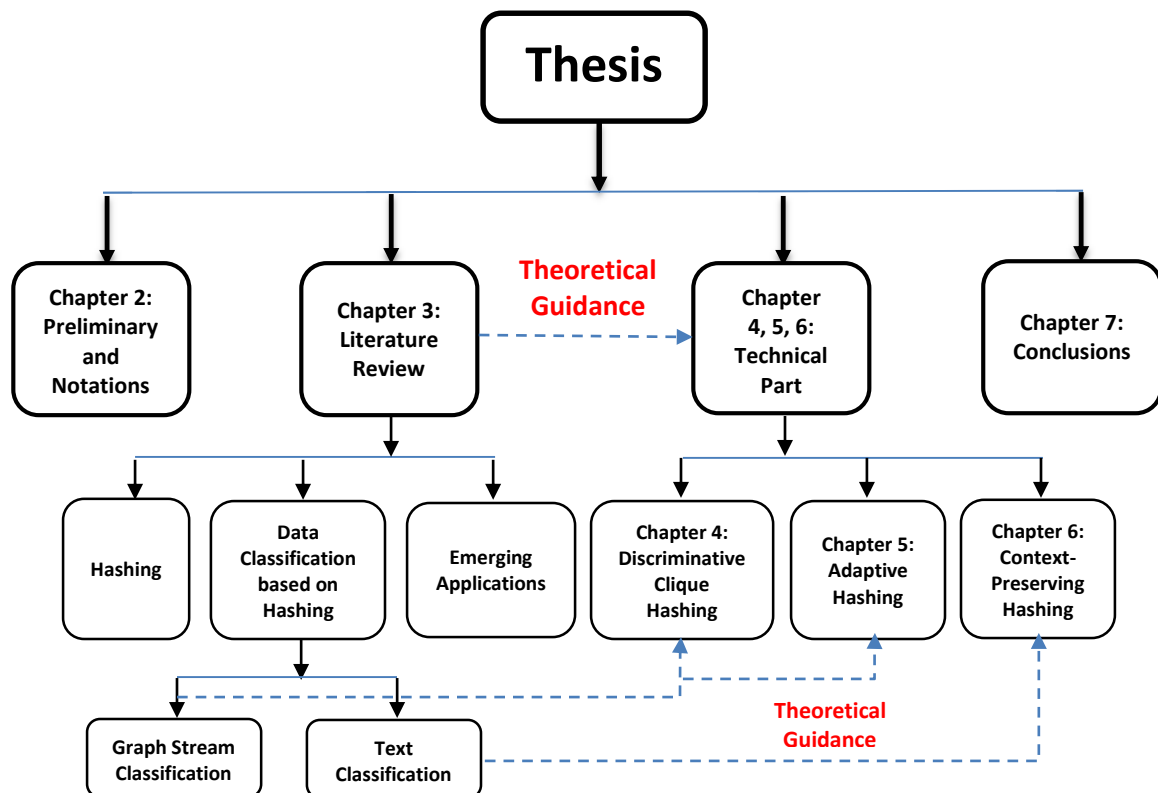 Thesis
Chapter 2:
Preliminary
and
Notations
Chapter 3:
Literature
Review
Theoretical
Guidance
Chapter
4, 5, 6:
Technical
Part
Chapter 7:
Conclusions
Hashing
Data
Classification
based on
Hashing
Emerging
Applications
Chapter 4:
Discriminative
Clique
Hashing
Chapter 5:
Adaptive
Hashing
Chapter 6:
Context-
Preserving
Hashing
Graph Stream
Classification
Text
Classification
Theoretical
Guidance